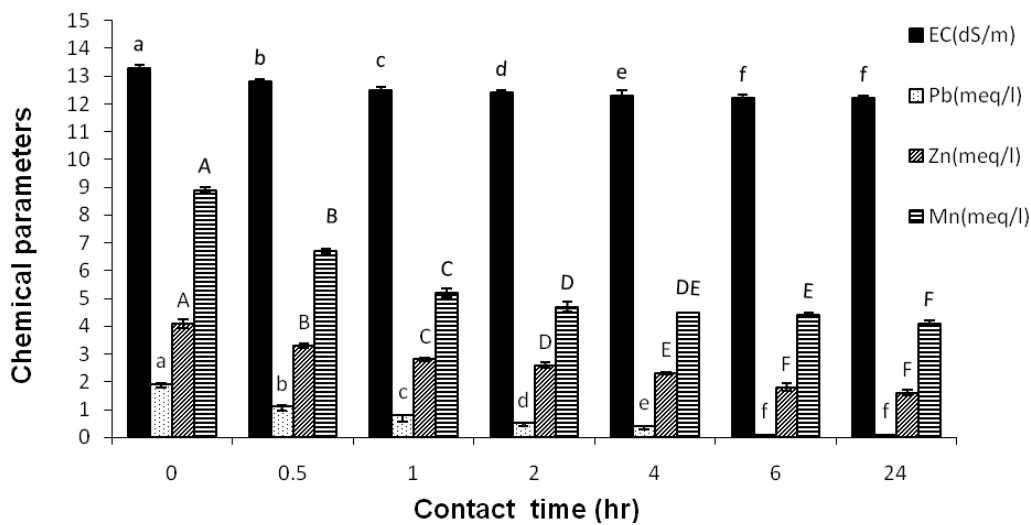 Chemical parameters
15
14
13
12
11
10
9
8
7
6
5
4
3
2
1
0
a
b
c
d
e
f
f
A
B
C
D
DE
E
F
A
B
C
D
E
F
F
a
b
c
d
e
f
f
0
0.5
1
2
4
6
24
Contact time (hr)
EC(dS/m)
Pb(meq/l)
Zn(meq/l)
Mn(meq/l)